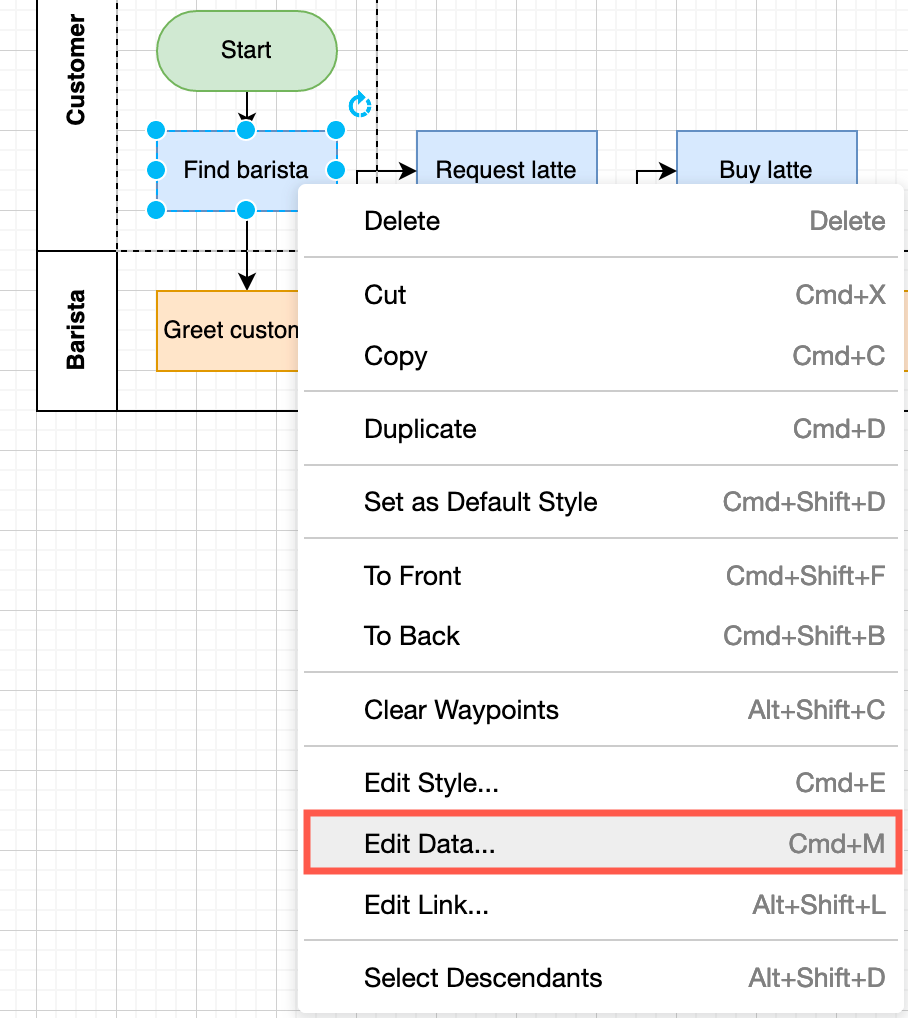 Customer
Start
Find barista
Request latte
Buy latte
Barista
Greet custom
Delete Delete
Cut Cmd+X
Copy Cmd+C
Duplicate Cmd+D
Set as Default Style Cmd+Shift+D
To Front Cmd+Shift+F
To Back Cmd+Shift+B
Clear Waypoints Alt+Shift+C
Edit Style... Cmd+E
Edit Data... Cmd+M
Edit Link... Alt+Shift+L
Select Descendants Alt+Shift+D